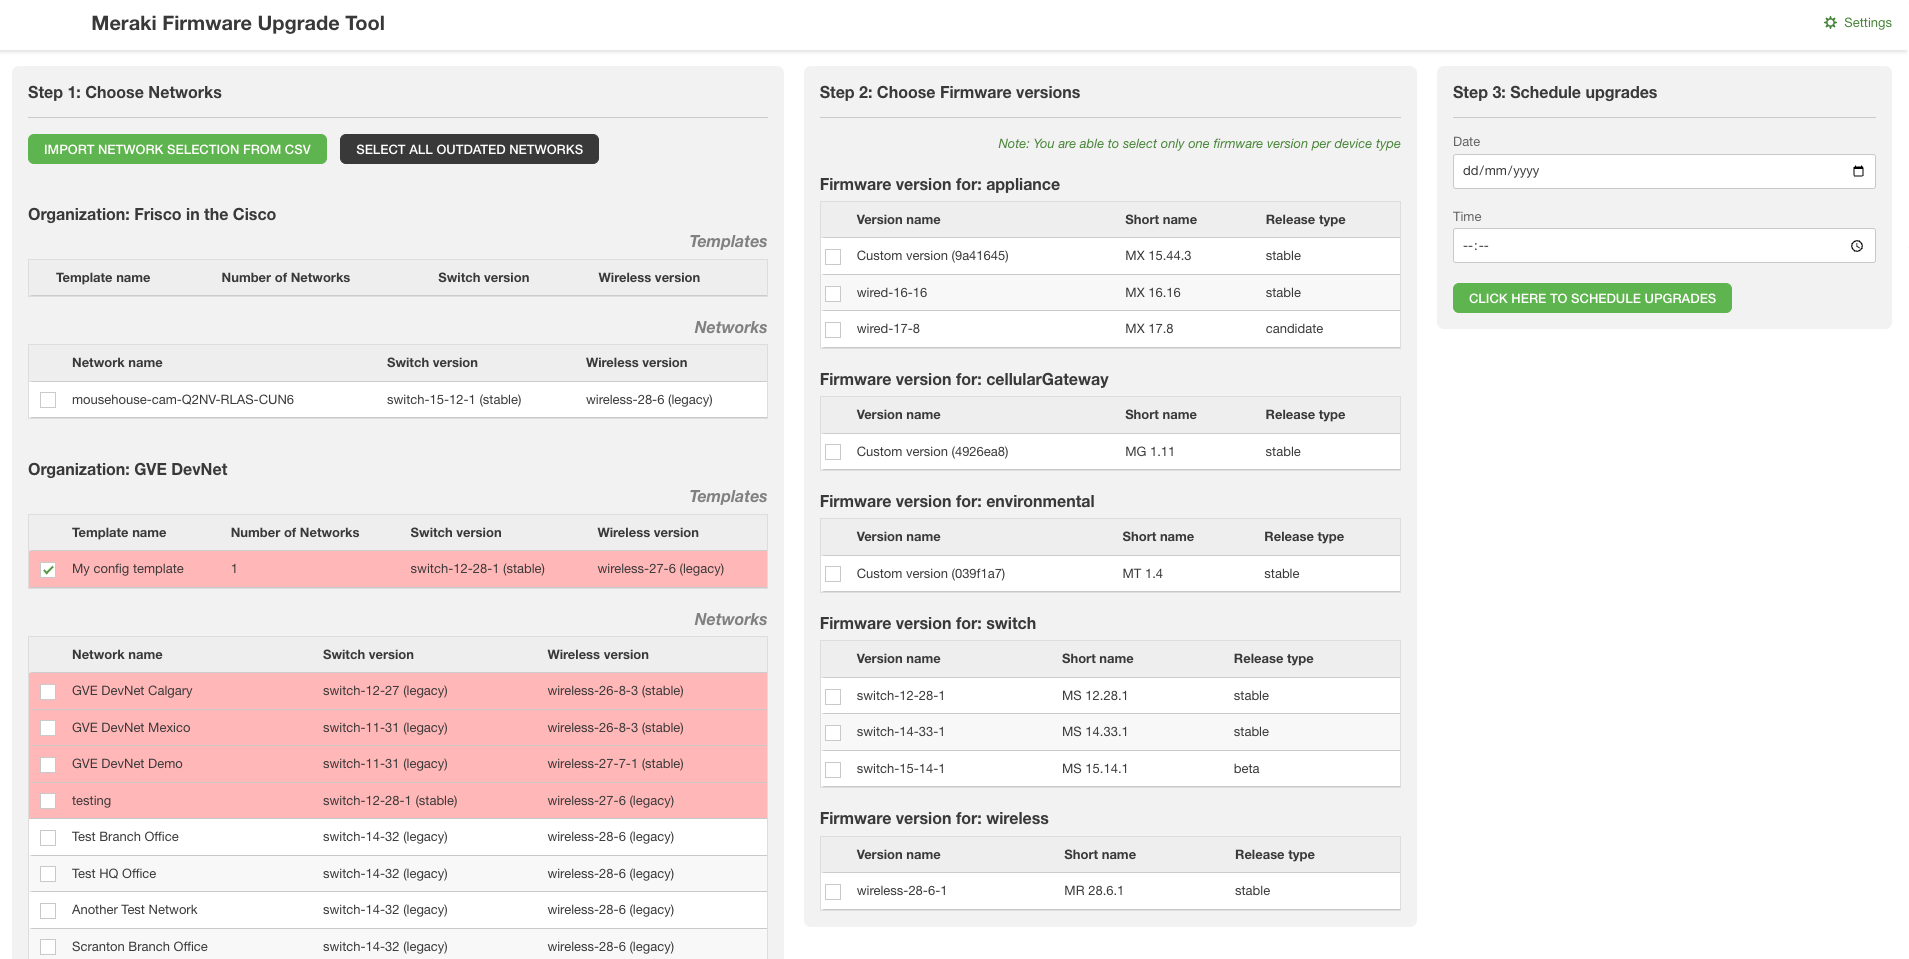 Meraki Firmware Upgrade Tool
Settings
Step 1: Choose Networks
IMPORT NETWORK SELECTION FROM CSV
SELECT ALL OUTDATED NETWORKS
Organization: Frisco in the Cisco
Templates
Template name Number of Networks Switch version Wireless version
Networks
Network name Switch version Wireless version
mousehouse-cam-Q2NV-RLAS-CUN6 switch-15-12-1 (stable) wireless-28-6 (legacy)
Organization: GVE DevNet
Templates
Template name Number of Networks Switch version Wireless version
My config template 1 switch-12-28-1 (stable) wireless-27-6 (legacy)
Networks
Network name Switch version Wireless version
GVE DevNet Calgary switch-12-27 (legacy) wireless-26-8-3 (stable)
GVE DevNet Mexico switch-11-31 (legacy) wireless-26-8-3 (stable)
GVE DevNet Demo switch-11-31 (legacy) wireless-27-7-1 (stable)
testing switch-12-28-1 (stable) wireless-27-6 (legacy)
Test Branch Office switch-14-32 (legacy) wireless-28-6 (legacy)
Test HQ Office switch-14-32 (legacy) wireless-28-6 (legacy)
Another Test Network switch-14-32 (legacy) wireless-28-6 (legacy)
Scranton Branch Office switch-14-32 (legacy) wireless-28-6 (legacy)
Step 2: Choose Firmware versions
Note: You are able to select only one firmware version per device type
Firmware version for: appliance
Version name Short name Release type
Custom version (9a41645) MX 15.44.3 stable
wired-16-16 MX 16.16 stable
wired-17-8 MX 17.8 candidate
Firmware version for: cellularGateway
Version name Short name Release type
Custom version (4926ea8) MG 1.11 stable
Firmware version for: environmental
Version name Short name Release type
Custom version (039f1a7) MT 1.4 stable
Firmware version for: switch
Version name Short name Release type
switch-12-28-1 MS 12.28.1 stable
switch-14-33-1 MS 14.33.1 stable
switch-15-14-1 MS 15.14.1 beta
Firmware version for: wireless
Version name Short name Release type
wireless-28-6-1 MR 28.6.1 stable
Step 3: Schedule upgrades
Date
dd/mm/yyyy
Time
--:--
CLICK HERE TO SCHEDULE UPGRADES